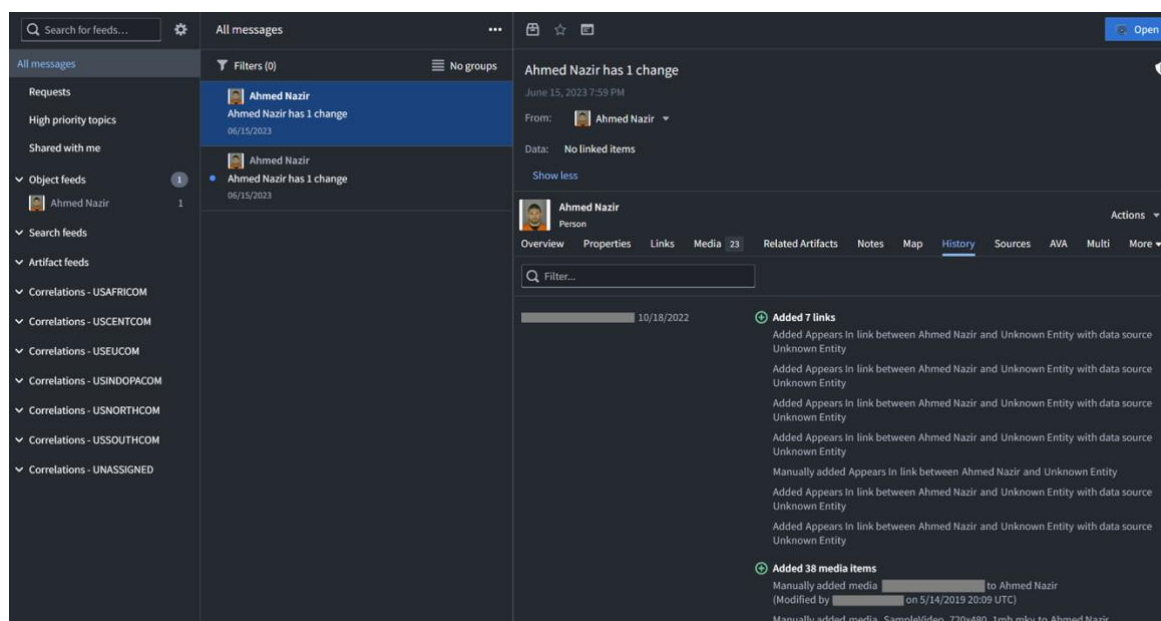 Search for feeds...
All messages
Requests
High priority topics
Shared with me
Object feeds 1
Ahmed Nazir 1
Search feeds
Artifact feeds
Correlations - USAFRICOM
Correlations - USCENTCOM
Correlations - USEUCOM
Correlations - USINDOPACOM
Correlations - USNORTHCOM
Correlations - USSOUTHCOM
Correlations - UNASSIGNED
All messages
Filters (0) No groups
Ahmed Nazir
Ahmed Nazir has 1 change
06/15/2023
Ahmed Nazir
Ahmed Nazir has 1 change
06/15/2023
Open
Ahmed Nazir has 1 change
June 15, 2023 7:59 PM
From: Ahmed Nazir
Data: No linked items
Show less
Ahmed Nazir
Person
Actions
Overview Properties Links Media 23 Related Artifacts Notes Map History Sources AVA Multi More
Filter...
10/18/2022
Added 7 links
Added Appears In link between Ahmed Nazir and Unknown Entity with data source
Unknown Entity
Added Appears In link between Ahmed Nazir and Unknown Entity with data source
Unknown Entity
Added Appears In link between Ahmed Nazir and Unknown Entity with data source
Unknown Entity
Added Appears In link between Ahmed Nazir and Unknown Entity with data source
Unknown Entity
Manually added Appears In link between Ahmed Nazir and Unknown Entity
Added Appears In link between Ahmed Nazir and Unknown Entity with data source
Unknown Entity
Added Appears In link between Ahmed Nazir and Unknown Entity with data source
Unknown Entity
Added 38 media items
Manually added media to Ahmed Nazir
(Modified by on 5/14/2019 20:09 UTC)
Manually added media SampleVideo_720x480_1mb.mkv to Ahmed Nazir